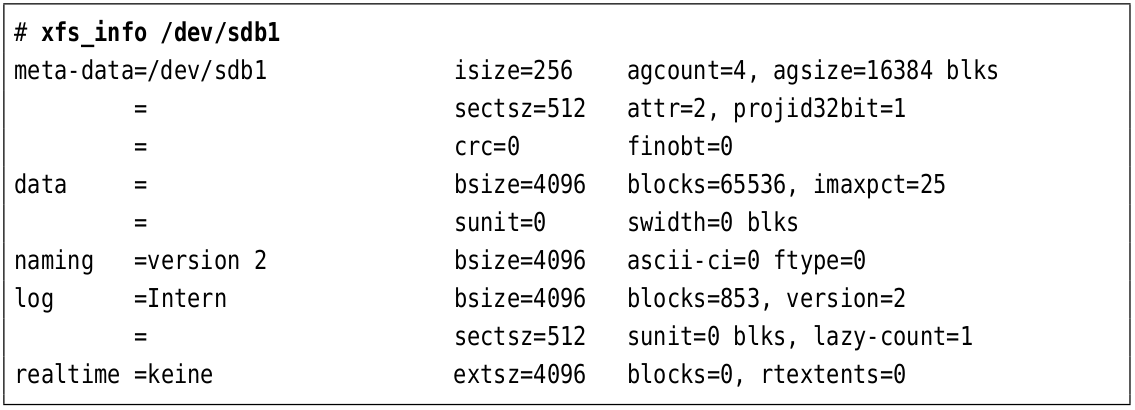 # xfs_info /dev/sdb1
meta-data=/dev/sdb1 isize=256 agcount=4, agsize=16384 blks
= sectsz=512 attr=2, projid32bit=1
= crc=0 finobt=0
data = bsize=4096 blocks=65536, imaxpct=25
= sunit=0 swidth=0 blks
naming =version 2 bsize=4096 ascii-ci=0 ftype=0
log =Intern bsize=4096 blocks=853, version=2
= sectsz=512 sunit=0 blks, lazy-count=1
realtime =keine extsz=4096 blocks=0, rtextents=0